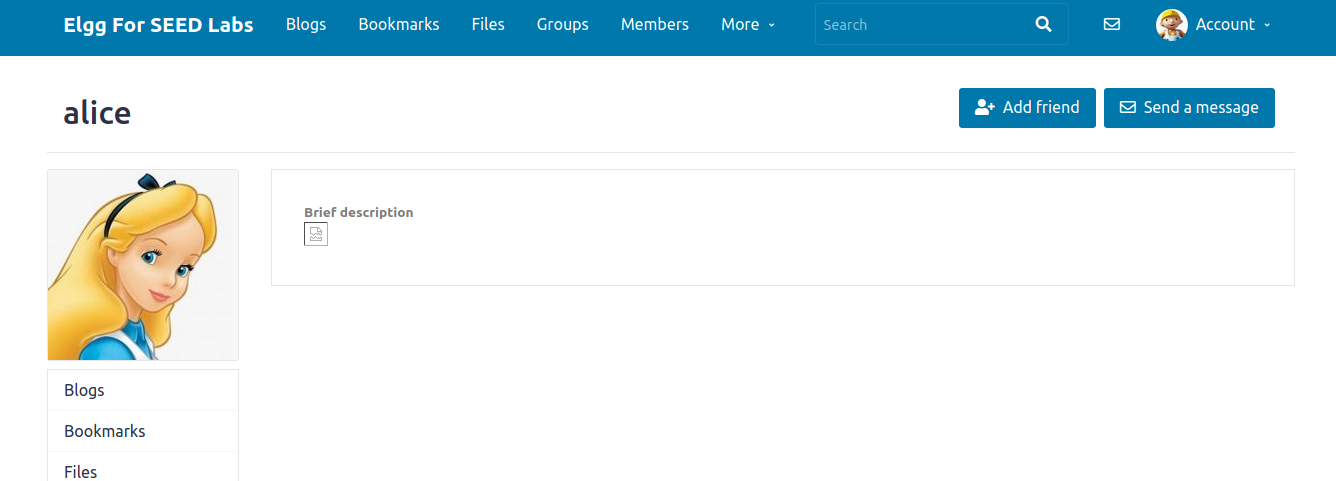 Elgg For SEED Labs Blogs Bookmarks Files Groups Members More Search Account
alice Add friend Send a message
Brief description
Blogs
Bookmarks
Files